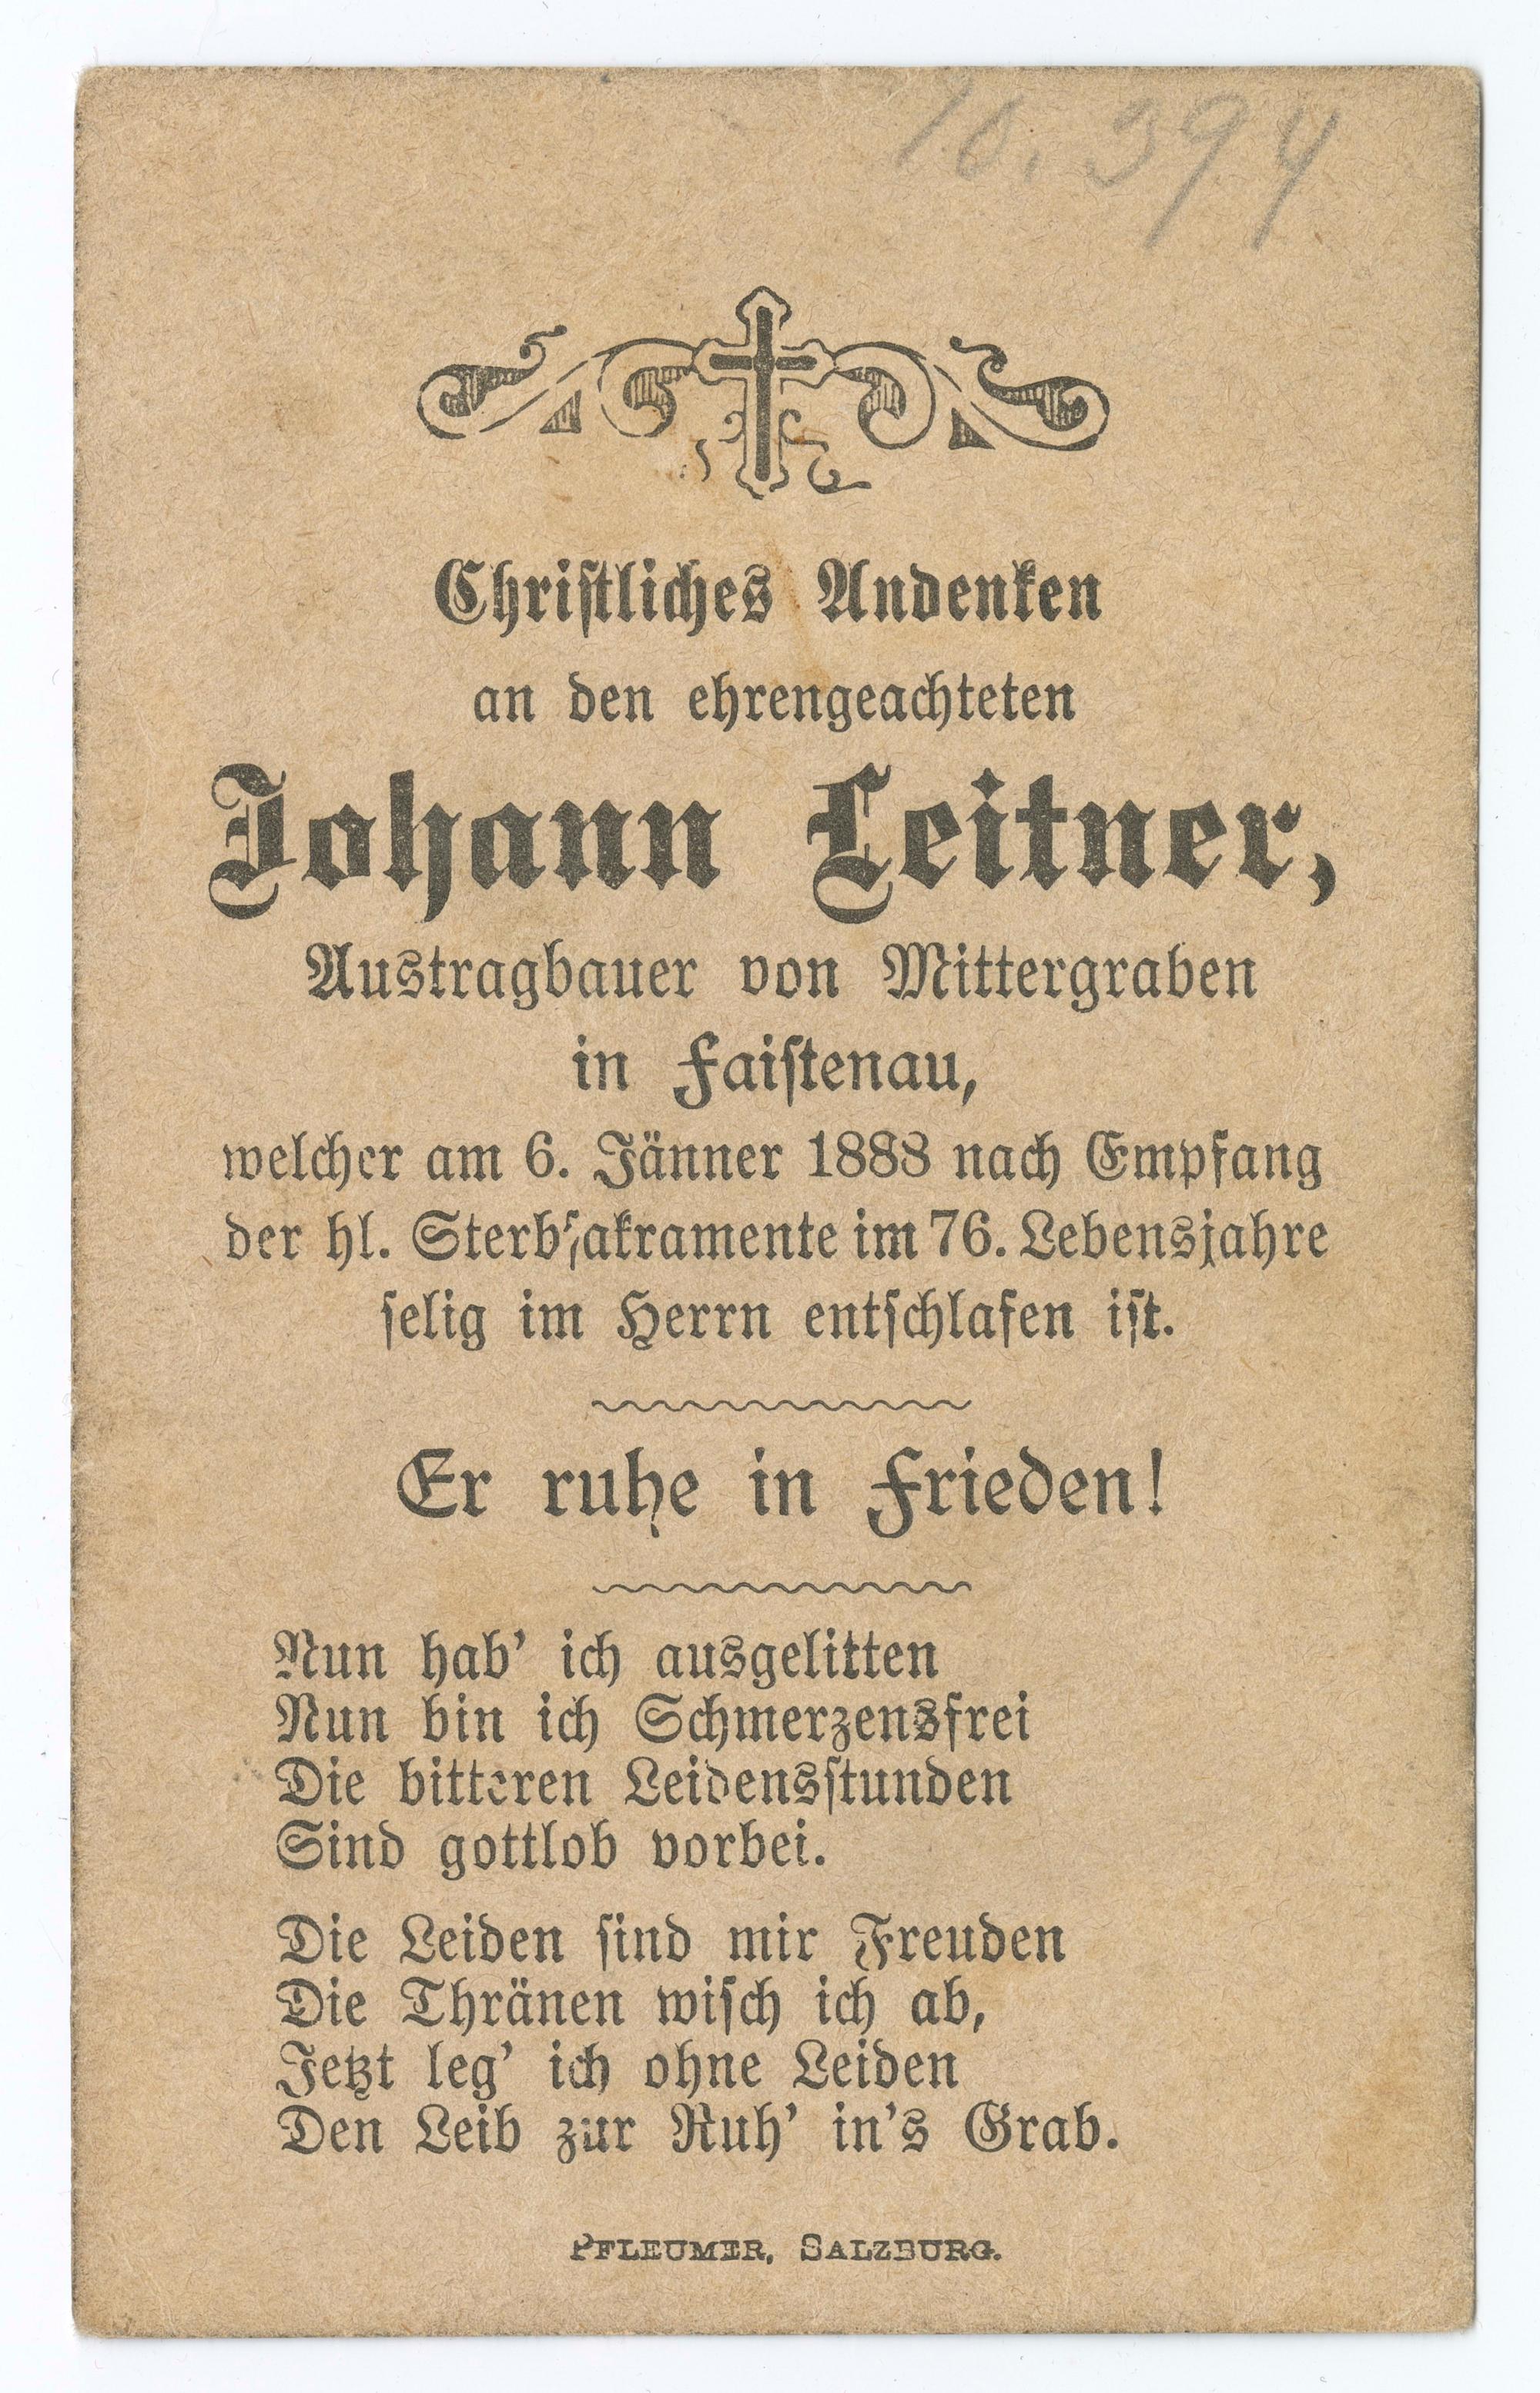 10.394
Christliches Andenken
an den ehrengeachteten
Johann Leitner,
Austragbauer von Mittergraben
in Faistenau,
welcher am 6. Jänner 1888 nach Empfang
der hl. Sterbsakramente im 76. Lebensjahre
selig im Herrn entschlafen ist.
Er ruhe in Frieden!
Nun hab' ich ausgelitten
Nun bin ich Schmerzensfrei
Die bitteren Leidensstunden
Sind gottlob vorbei.
Die Leiden sind mir Freuden
Die Thränen wisch ich ab,
Jetzt leg' ich ohne Leiden
Den Leib zur Ruh' in's Grab.
PFLEUMER, SALZBURG.